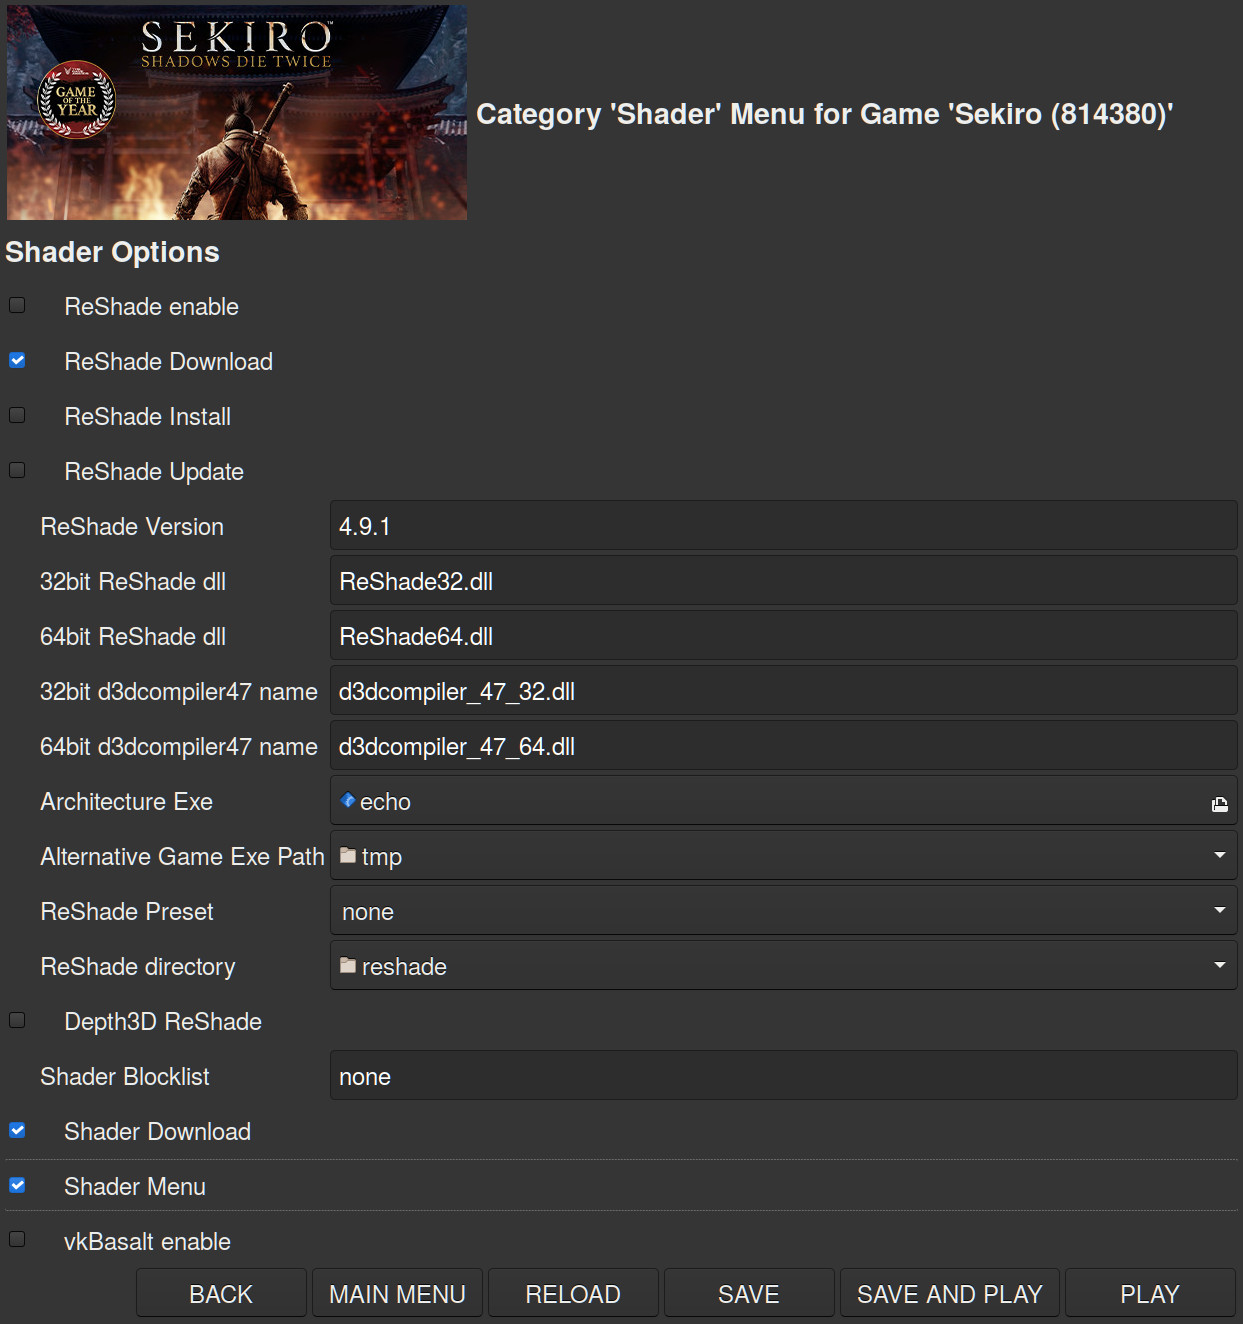 SEKIRO™
SHADOWS DIE TWICE
GAME
OF THE
YEAR
Category 'Shader' Menu for Game 'Sekiro (814380)'
Shader Options
ReShade enable
ReShade Download
ReShade Install
ReShade Update
ReShade Version 4.9.1
32bit ReShade dll ReShade32.dll
64bit ReShade dll ReShade64.dll
32bit d3dcompiler47 name d3dcompiler_47_32.dll
64bit d3dcompiler47 name d3dcompiler_47_64.dll
Architecture Exe echo
Alternative Game Exe Path tmp
ReShade Preset none
ReShade directory reshade
Depth3D ReShade
Shader Blocklist none
Shader Download
Shader Menu
vkBasalt enable
BACK MAIN MENU RELOAD SAVE SAVE AND PLAY PLAY